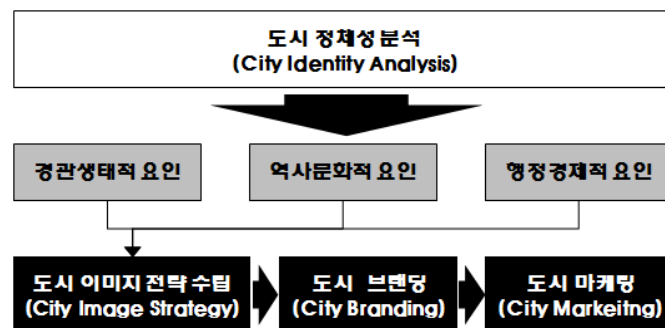 도시 정체성 분석
(City Identity Analysis)
경관생태적 요인
역사문화적 요인
행정경제적 요인
도시 이미지 전략 수립
(City Image Strategy)
도시 브랜딩
(City Branding)
도시 마케팅
(City Markeitng)